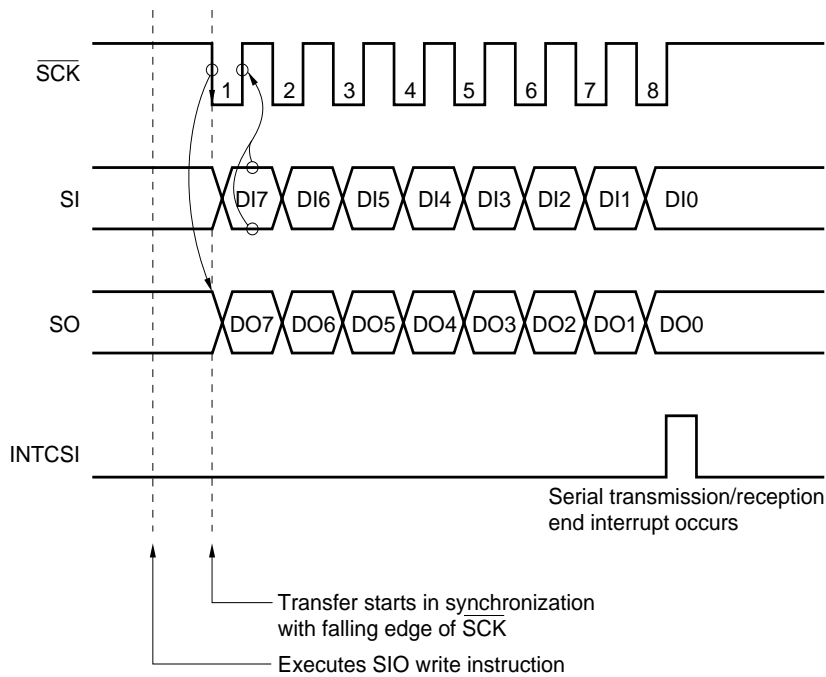 SCK
1 2 3 4 5 6 7 8
SI
DI7 DI6 DI5 DI4 DI3 DI2 DI1 DI0
SO
DO7 DO6 DO5 DO4 DO3 DO2 DO1 DO0
INTCSI
Serial transmission/reception
end interrupt occurs
Transfer starts in synchronization
with falling edge of SCK
Executes SIO write instruction